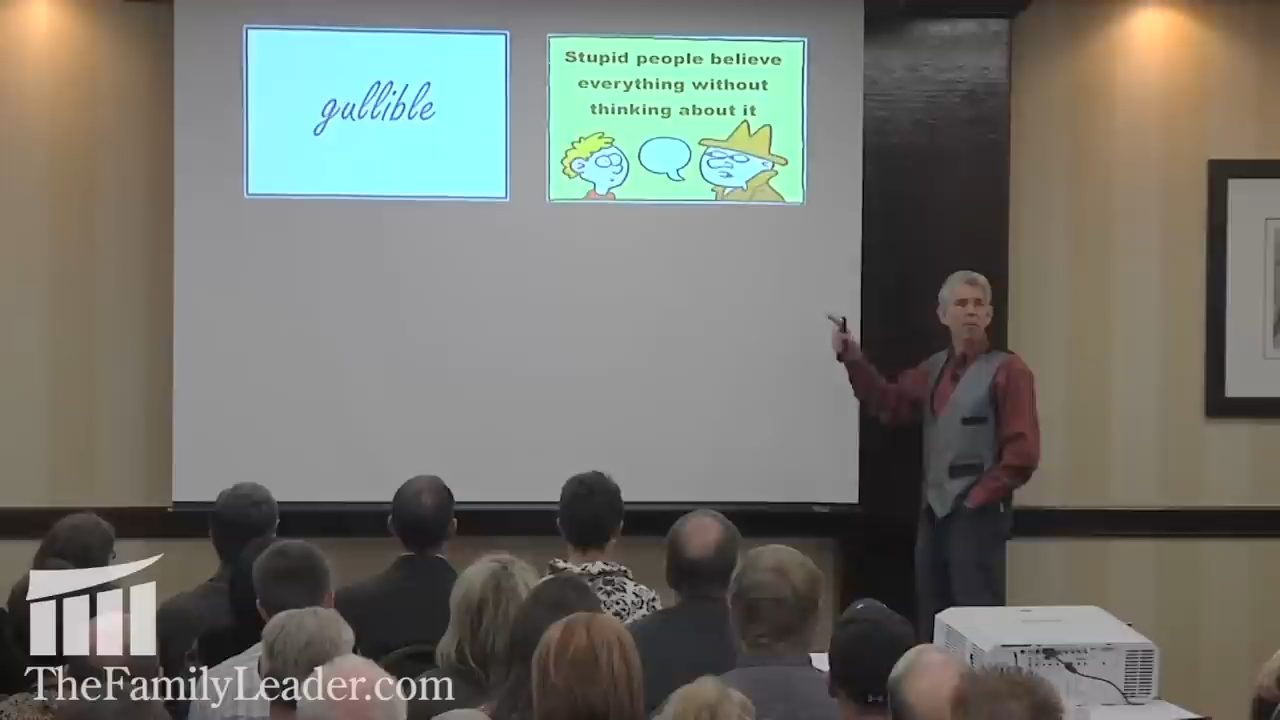 gullible
Stupid people believe
everything without
thinking about it
TheFamilyLeader.com